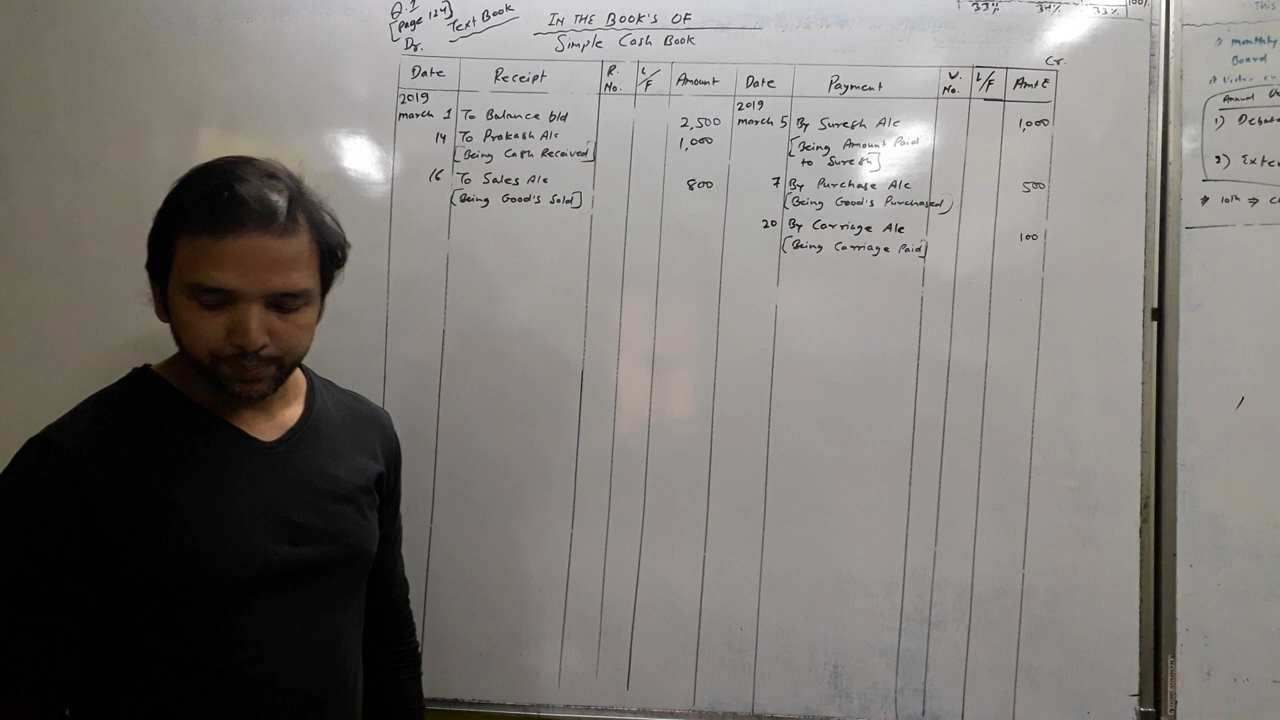 Q.1
[Page 124]
Text Book
IN THE BOOK'S OF
Simple Cash Book
Dr.
Cr.
Date Receipt R. No. L/F Amount Date Payment V. No. L/F Amt ₹
2019 2019
march 1 To Balance b/d 2,500 march 5 By Suresh A/c 1,000
14 To Prakash A/c 1,000 [Being Amount Paid
[Being Cash Received] to Suresh]
16 To Sales A/c 800 7 By Purchase A/c 500
[Being Good's Sold] [Being Good's Purchased)
20 By Carriage A/c
[Being Carriage Paid] 100
33% 34% 33% 100%
This
monthly
Board
Video
Annual
1) Debat
2) Exte
10th ⇒